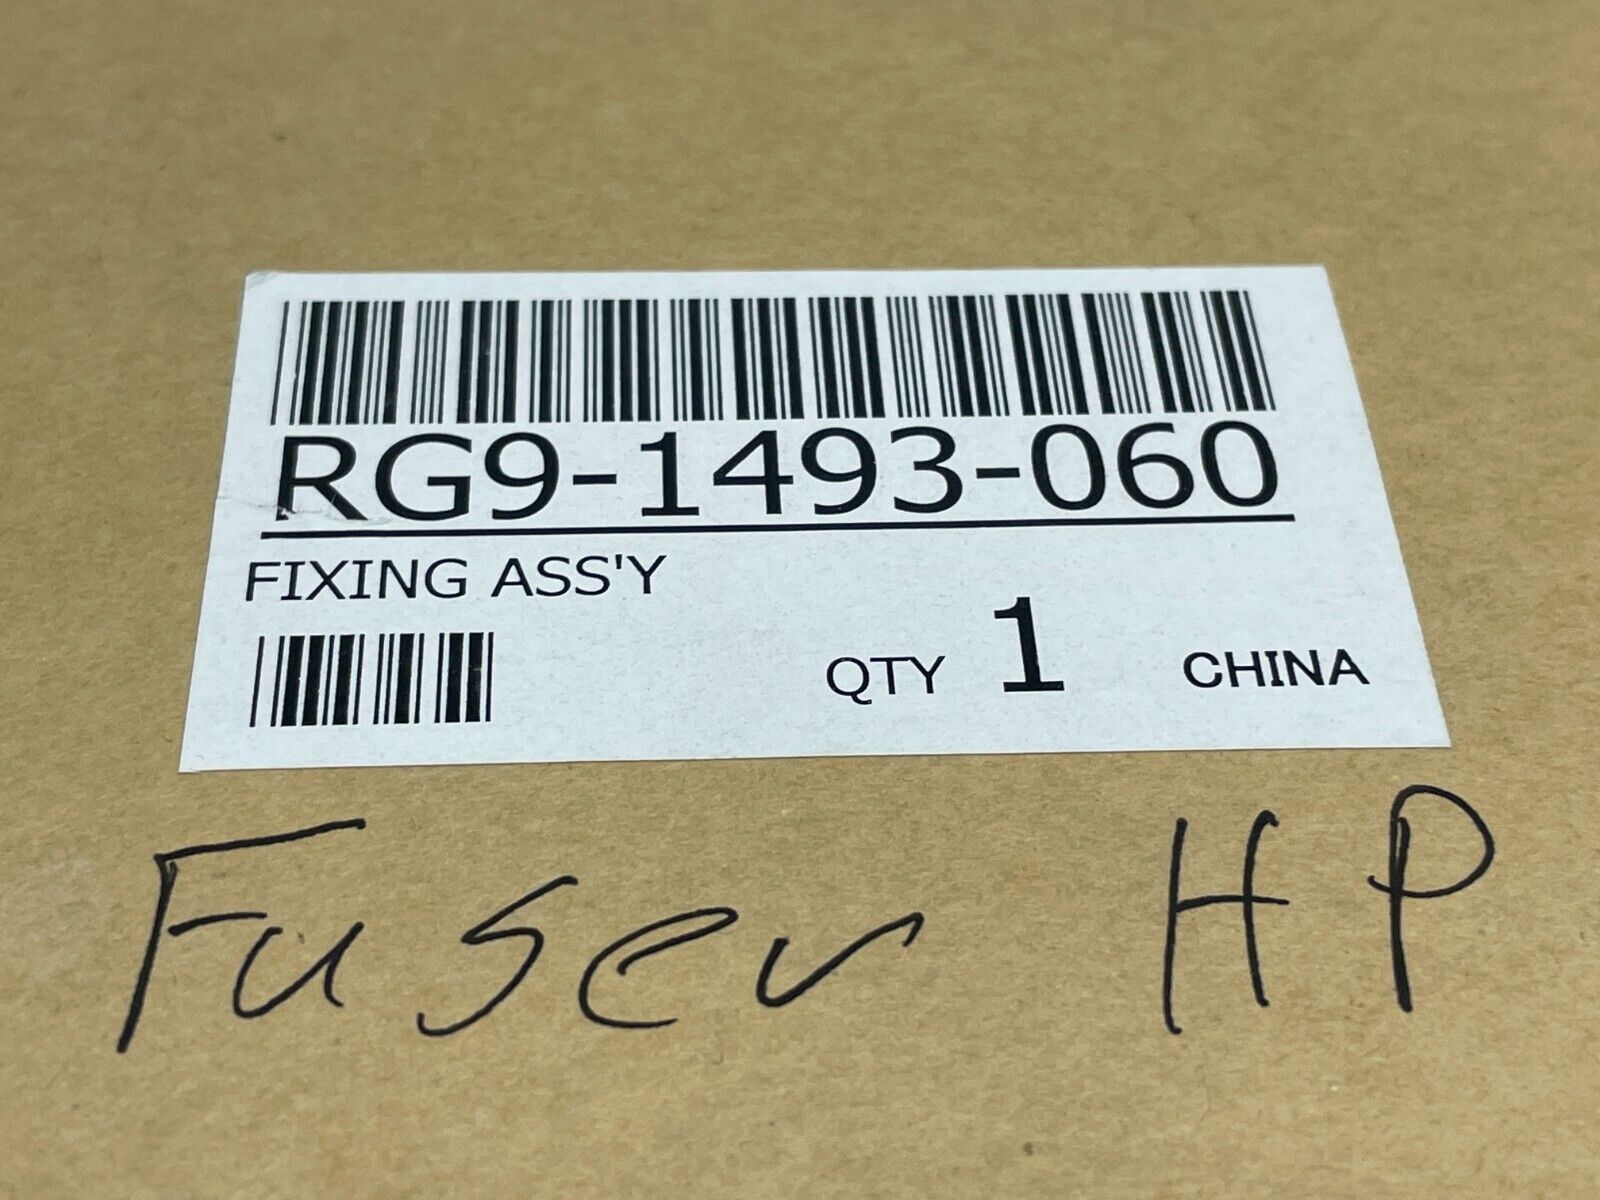 RG9-1493-060
FIXING ASS'Y
QTY 1 CHINA
Fuser HP